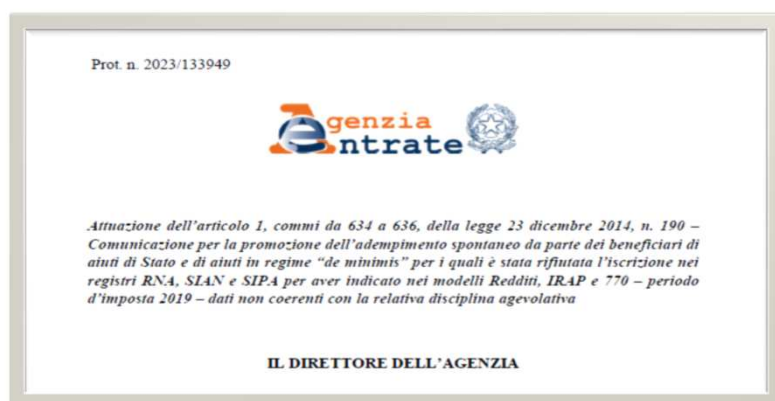 Prot. n. 2023/133949
Agenzia
Entrate
Attuazione dell'articolo 1, commi da 634 a 636, della legge 23 dicembre 2014, n. 190 –
Comunicazione per la promozione dell'adempimento spontaneo da parte dei beneficiari di
aiuti di Stato e di aiuti in regime “de minimis” per i quali è stata rifiutata l'iscrizione nei
registri RNA, SIAN e SIPA per aver indicato nei modelli Redditi, IRAP e 770 – periodo
d'imposta 2019 – dati non coerenti con la relativa disciplina agevolativa
IL DIRETTORE DELL'AGENZIA